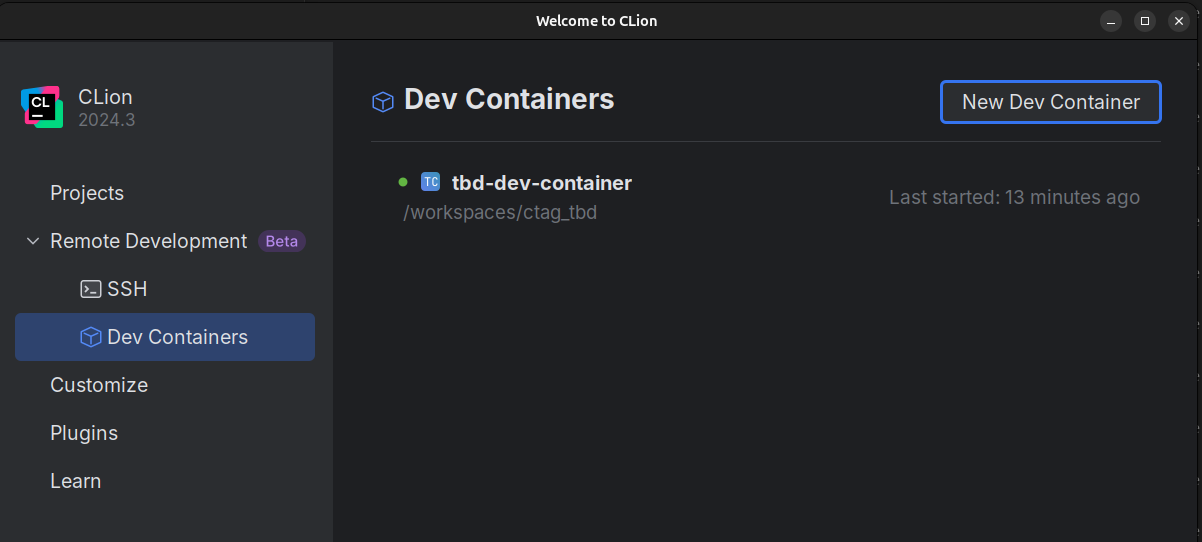 Welcome to CLion
CL
CLion
2024.3
Projects
Remote Development Beta
SSH
Dev Containers
Customize
Plugins
Learn
Dev Containers
New Dev Container
TC tbd-dev-container
/workspaces/ctag_tbd
Last started: 13 minutes ago